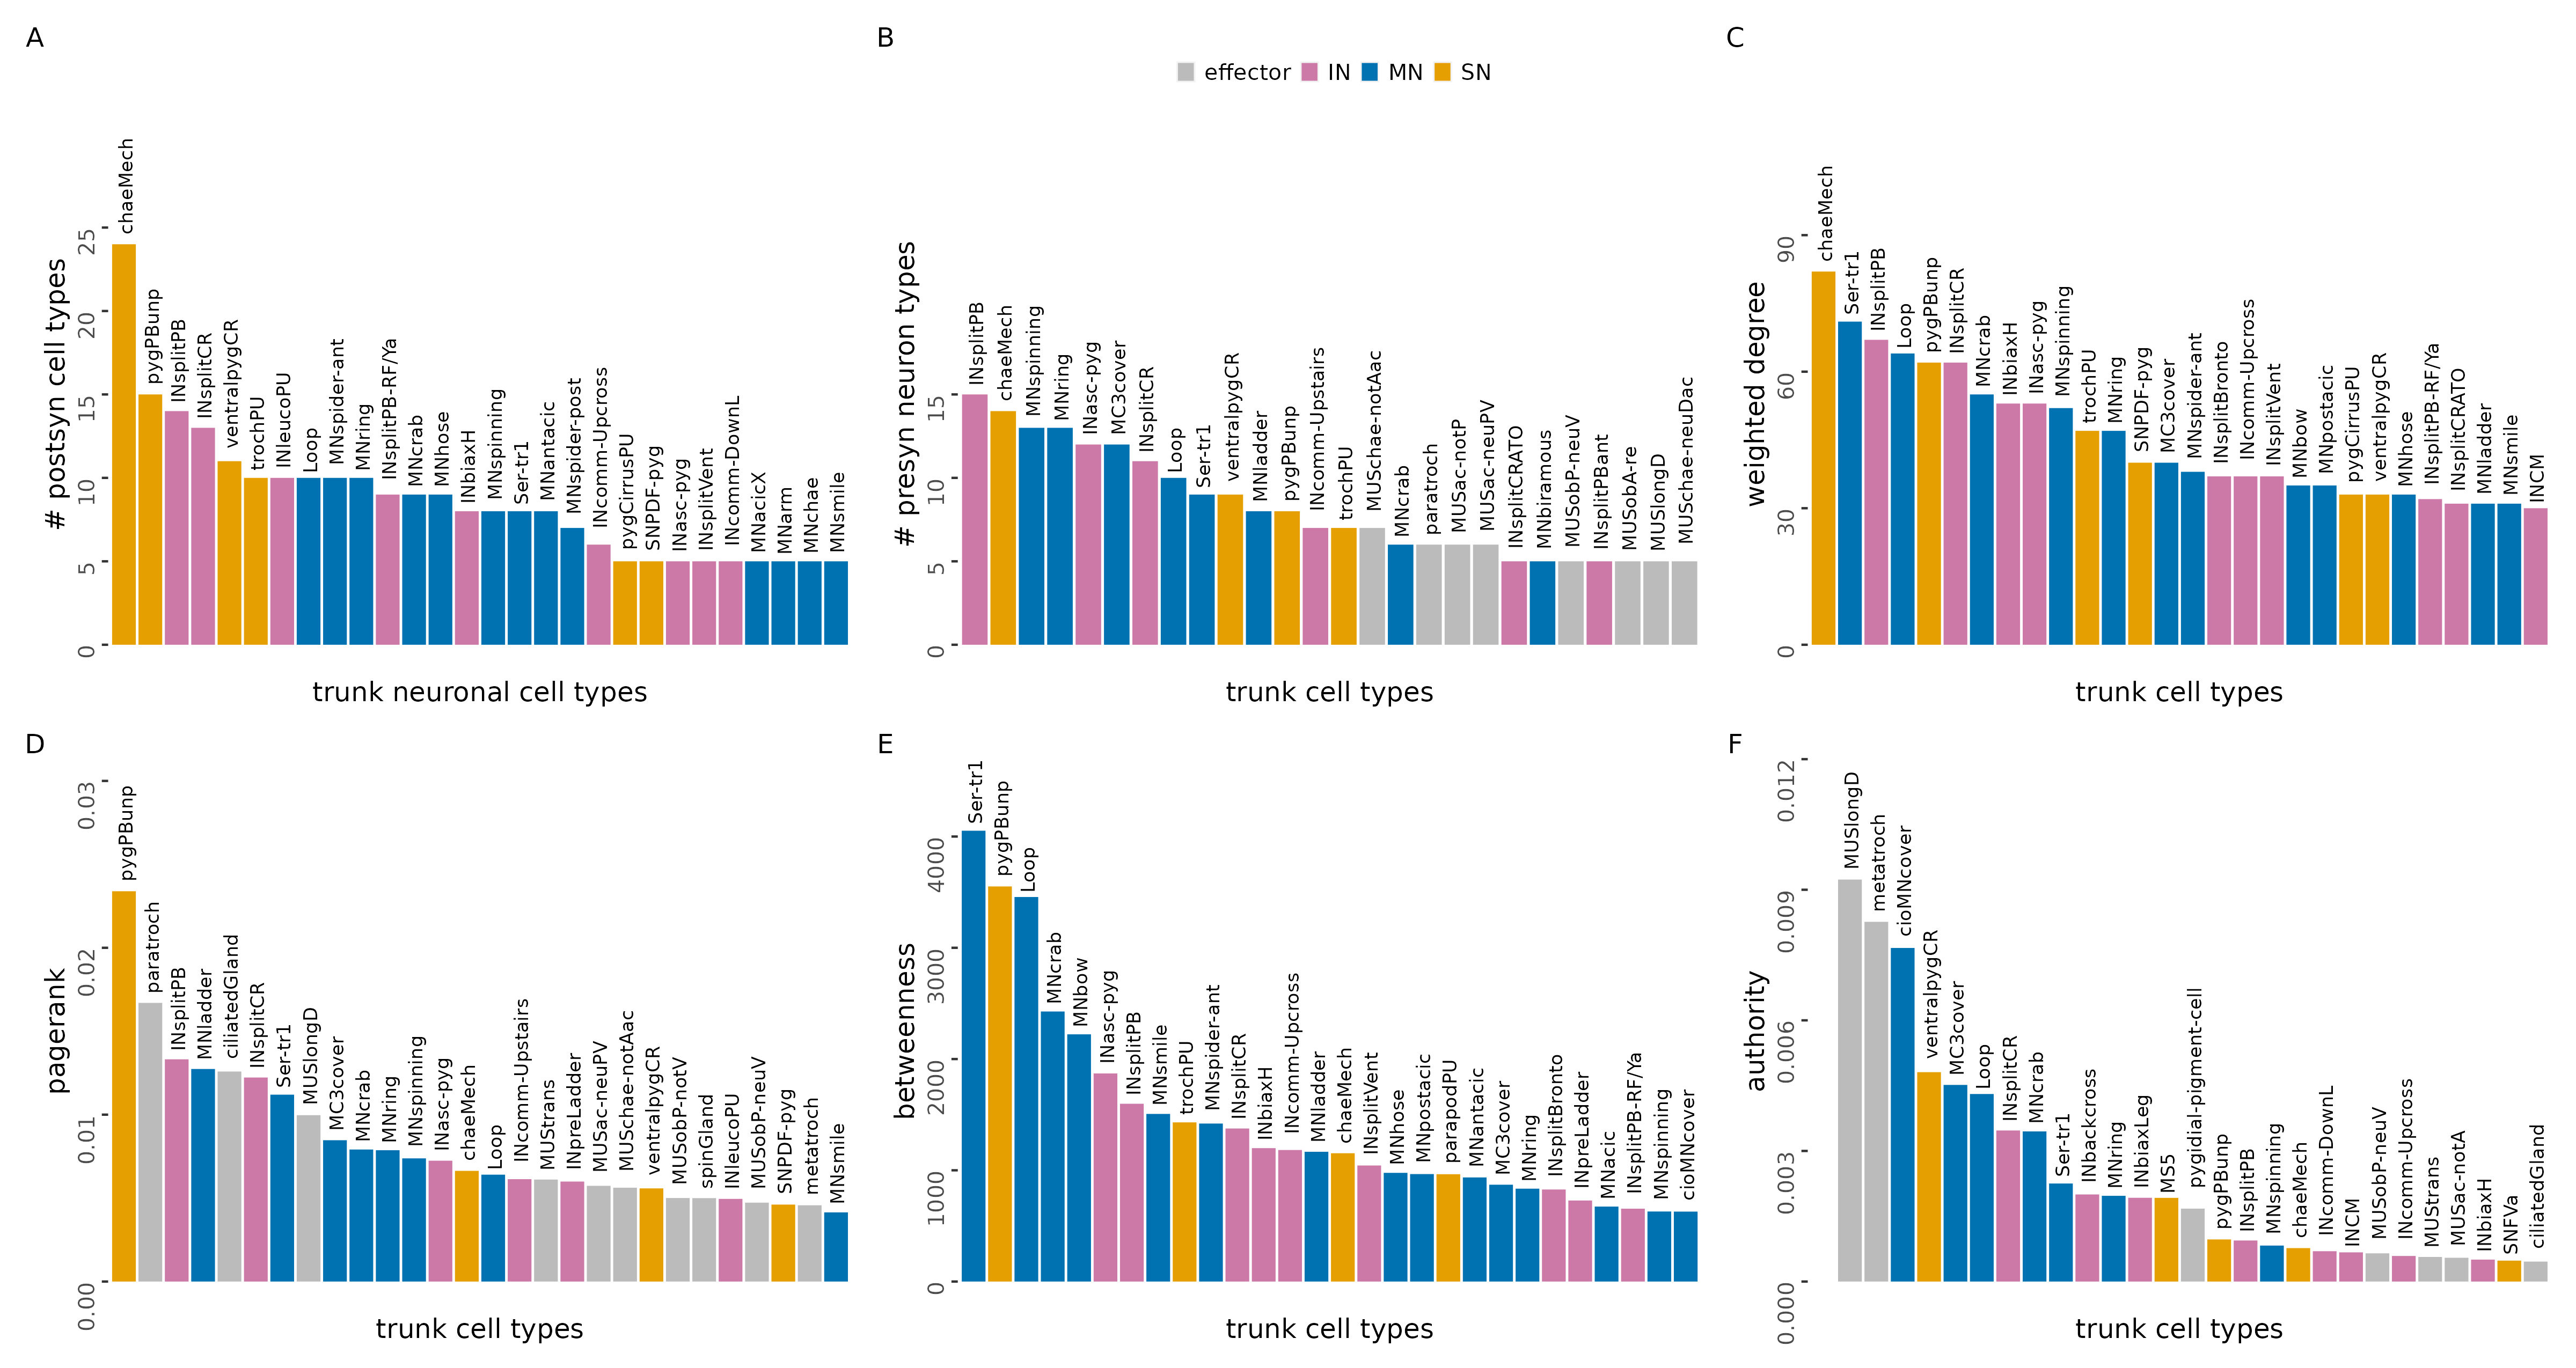 A
B
C
effector IN MN SN
# postsyn cell types
0
5
10
15
20
25
chaeMech
pygPBunp
INsplitPB
INsplitCR
ventralpygCR
trochPU
INleucoPU
Loop
MNspider-ant
MNring
INsplitPB-RF/Ya
MNcrab
MNhose
INbiaxH
MNspinning
Ser-tr1
MNantacic
MNspider-post
INcomm-Upcross
pygCirrusPU
SNPDF-pyg
INasc-pyg
INsplitVent
INcomm-DownL
MNacicX
MNarm
MNchae
MNsmile
trunk neuronal cell types
# presyn neuron types
0
5
10
15
INsplitPB
chaeMech
MNspinning
MNring
INasc-pyg
MC3cover
INsplitCR
Loop
Ser-tr1
ventralpygCR
MNladder
pygPBunp
INcomm-Upstairs
trochPU
MUSchae-notAac
MNcrab
paratroch
MUSac-notP
MUSac-neuPV
INsplitCRATO
MNbiramous
MUSobP-neuV
INsplitPBant
MUSobA-re
MUSlongD
MUSchae-neuDac
trunk cell types
weighted degree
0
30
60
90
chaeMech
Ser-tr1
INsplitPB
Loop
pygPBunp
INsplitCR
MNcrab
INbiaxH
INasc-pyg
MNspinning
trochPU
MNring
SNPDF-pyg
MC3cover
MNspider-ant
INsplitBronto
INcomm-Upcross
INsplitVent
MNbow
MNpostacic
pygCirrusPU
ventralpygCR
MNhose
INsplitPB-RF/Ya
INsplitCRATO
MNladder
MNsmile
INCM
trunk cell types
D
E
F
pagerank
0.00
0.01
0.02
0.03
pygPBunp
paratroch
INsplitPB
MNladder
ciliatedGland
INsplitCR
Ser-tr1
MUSlongD
MC3cover
MNcrab
MNring
MNspinning
INasc-pyg
chaeMech
Loop
INcomm-Upstairs
MUStrans
INpreLadder
MUSac-neuPV
MUSchae-notAac
ventralpygCR
MUSobP-notV
spinGland
INleucoPU
MUSobP-neuV
SNPDF-pyg
metatroch
MNsmile
trunk cell types
betweenness
0
1000
2000
3000
4000
Ser-tr1
pygPBunp
Loop
MNcrab
MNbow
INasc-pyg
INsplitPB
MNsmile
trochPU
MNspider-ant
INsplitCR
INbiaxH
INcomm-Upcross
MNladder
chaeMech
INsplitVent
MNhose
MNpostacic
parapodPU
MNantacic
MC3cover
MNring
INsplitBronto
INpreLadder
MNacic
INsplitPB-RF/Ya
MNspinning
cioMNcover
trunk cell types
authority
0.000
0.003
0.006
0.009
0.012
MUSlongD
metatroch
cioMNcover
ventralpygCR
MC3cover
Loop
INsplitCR
MNcrab
Ser-tr1
INbackcross
MNring
INbiaxLeg
MS5
pygidial-pigment-cell
pygPBunp
INsplitPB
MNspinning
chaeMech
INcomm-DownL
INCM
MUSobP-neuV
INcomm-Upcross
MUStrans
MUSac-notA
INbiaxH
SNFVa
ciliatedGland
trunk cell types